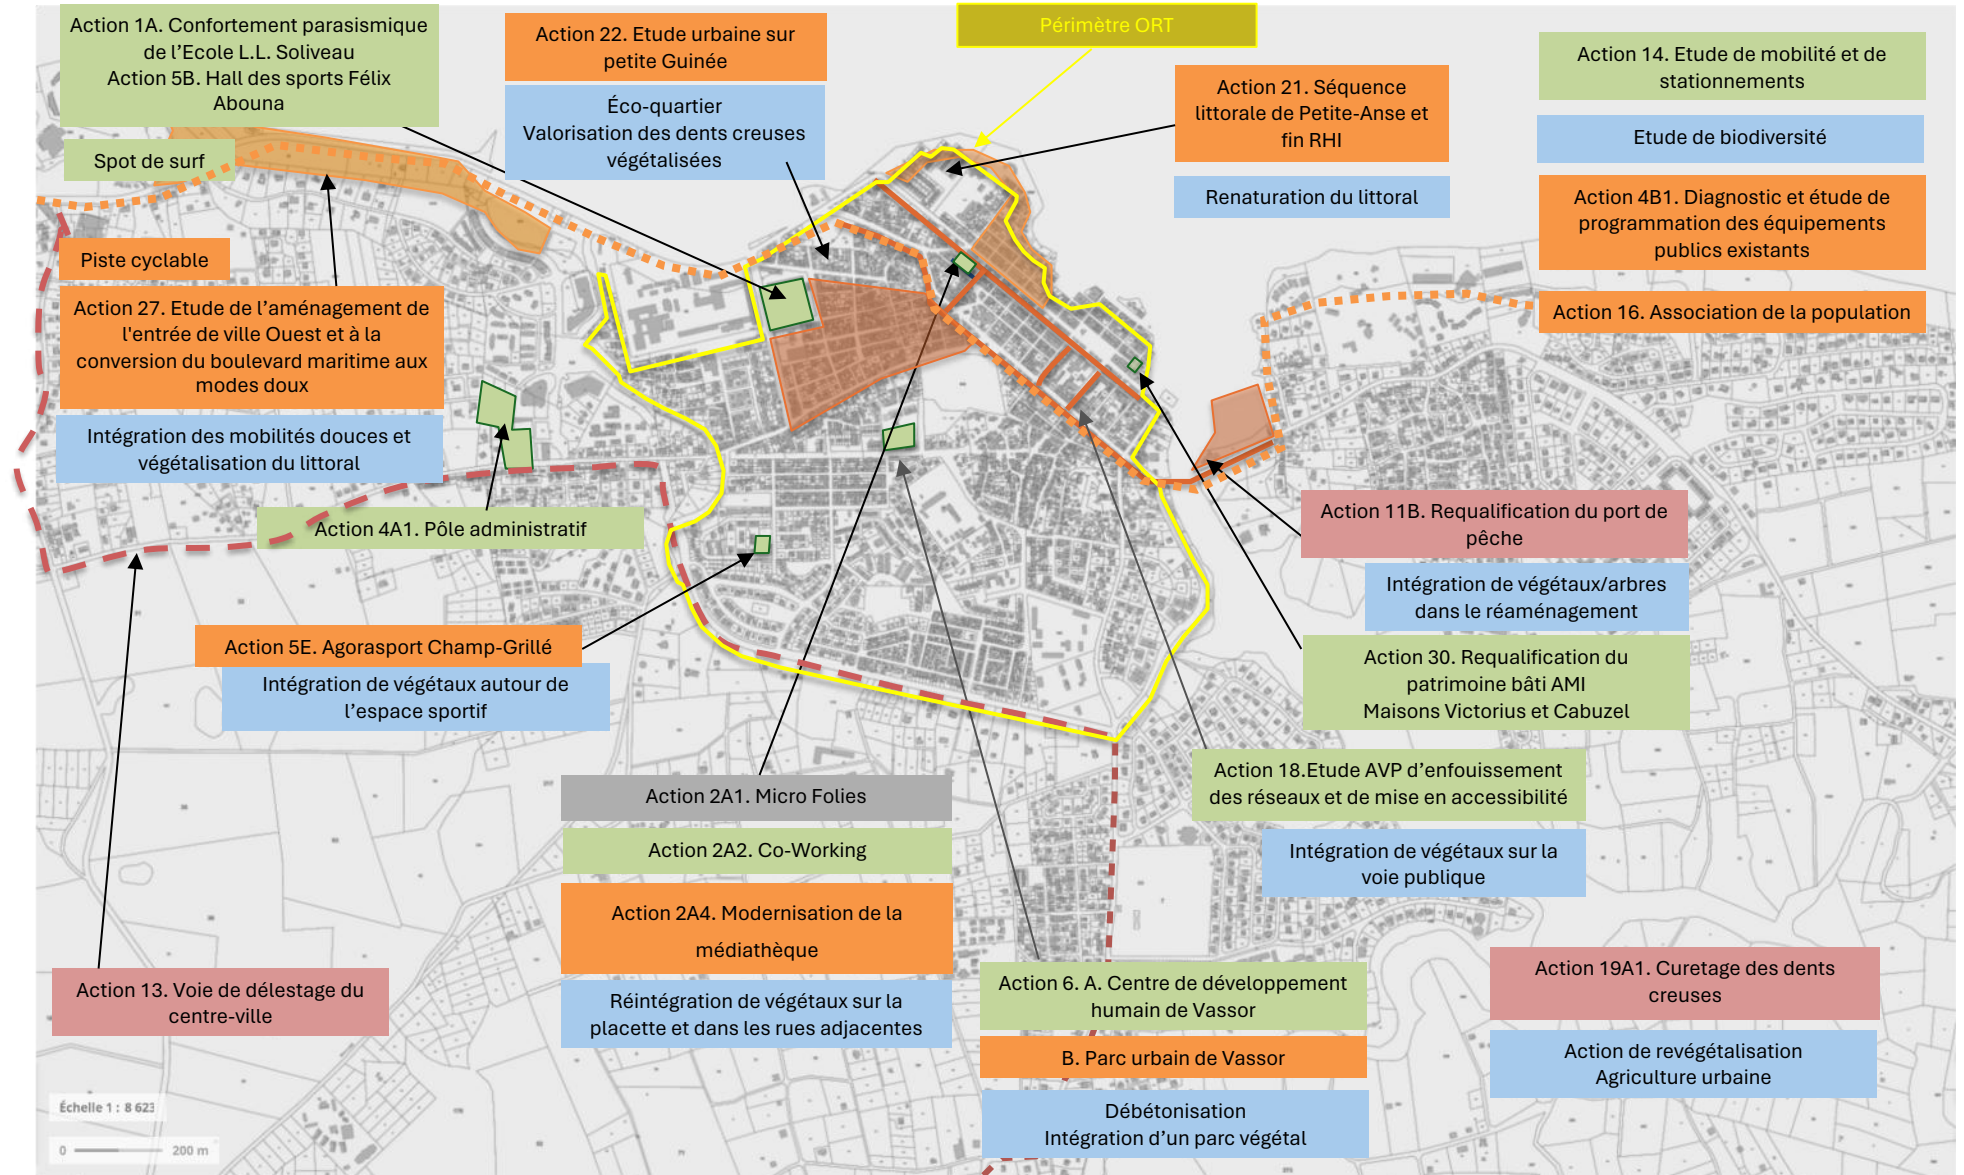 Action 1A. Confortement parasismique
de l’Ecole L.L. Soliveau
Action 5B. Hall des sports Félix
Abouna
Spot de surf
Action 22. Etude urbaine sur
petite Guinée
Éco-quartier
Valorisation des dents creuses
végétalisées
Périmètre ORT
Action 21. Séquence
littorale de Petite-Anse et
fin RHI
Renaturation du littoral
Action 14. Etude de mobilité et de
stationnements
Etude de biodiversité
Action 4B1. Diagnostic et étude de
programmation des équipements
publics existants
Action 16. Association de la population
Piste cyclable
Action 27. Etude de l’aménagement de
l'entrée de ville Ouest et à la
conversion du boulevard maritime aux
modes doux
Intégration des mobilités douces et
végétalisation du littoral
Action 4A1. Pôle administratif
Action 11B. Requalification du port de
pêche
Intégration de végétaux/arbres
dans le réaménagement
Action 5E. Agorasport Champ-Grillé
Intégration de végétaux autour de
l’espace sportif
Action 30. Requalification du
patrimoine bâti AMI
Maisons Victorius et Cabuzel
Action 18.Etude AVP d’enfouissement
des réseaux et de mise en accessibilité
Intégration de végétaux sur la
voie publique
Action 2A1. Micro Folies
Action 2A2. Co-Working
Action 2A4. Modernisation de la
médiathèque
Réintégration de végétaux sur la
placette et dans les rues adjacentes
Action 13. Voie de délestage du
centre-ville
Action 6. A. Centre de développement
humain de Vassor
B. Parc urbain de Vassor
Débétonisation
Intégration d’un parc végétal
Action 19A1. Curetage des dents
creuses
Action de revégétalisation
Agriculture urbaine
Échelle 1 : 8 623
0 200 m